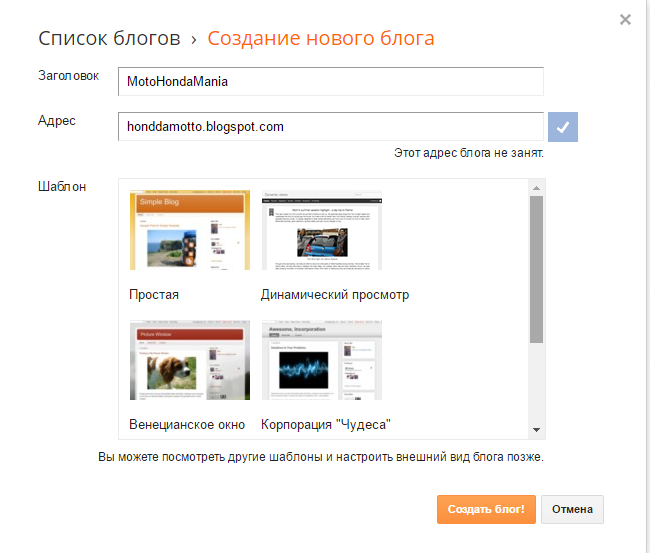 Список блогов › Создание нового блога
Заголовок
MotoHondaMania
Адрес
honddamotto.blogspot.com
Этот адрес блога не занят.
Шаблон
Simple Blog
Простая
Динамический просмотр
Picture Window
Awesome, Incorporation
Венецианское окно
Корпорация "Чудеса"
Вы можете посмотреть другие шаблоны и настроить внешний вид блога позже.
Создать блог!
Отмена